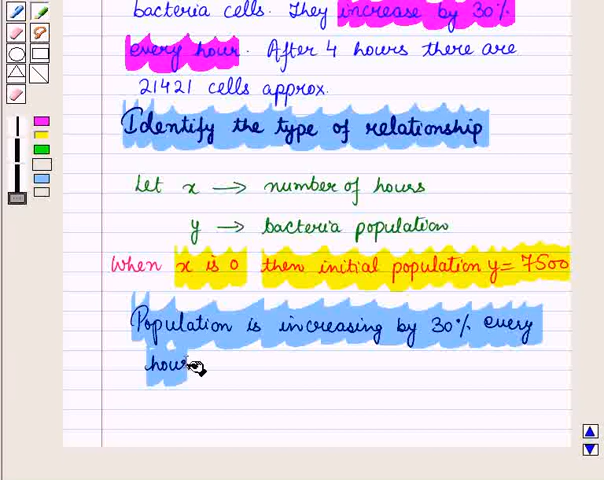 bacteria cells. They increase by 30%
every hour. After 4 hours there are
21421 cells approx.
Identify the type of relationship
Let x → number of hours
y → bacteria population
When x is 0 then initial population y = 7500
Population is increasing by 30% every
hour